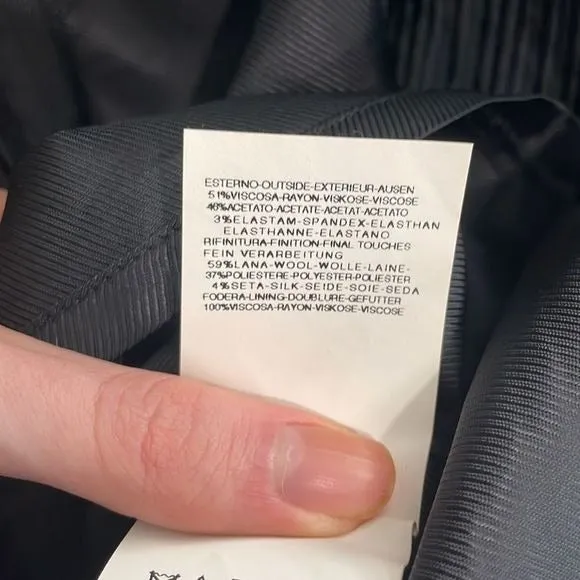 ESTERNO-OUTSIDE-EXTERIEUR-AUSEN
51%VISCOSA-RAYON-VISKOSE-VISCOSE
46%ACETATO-ACETATE-ACETAT-ACETATO
3%ELASTAM-SPANDEX-ELASTHAN
ELASTHANNE-ELASTANO
RIFINITURA-FINITION-FINAL TOUCHES
FEIN VERARBEITUNG
59%LANA-WOOL-WOLLE-LAINE-
37%POLIESTERE-POLYESTER-POLIESTER
4%SETA-SILK-SEIDE-SOIE-SEDA
FODERA-LINING-DOUBLURE-GEFUTTER
100%VISCOSA-RAYON-VISKOSE-VISCOSE